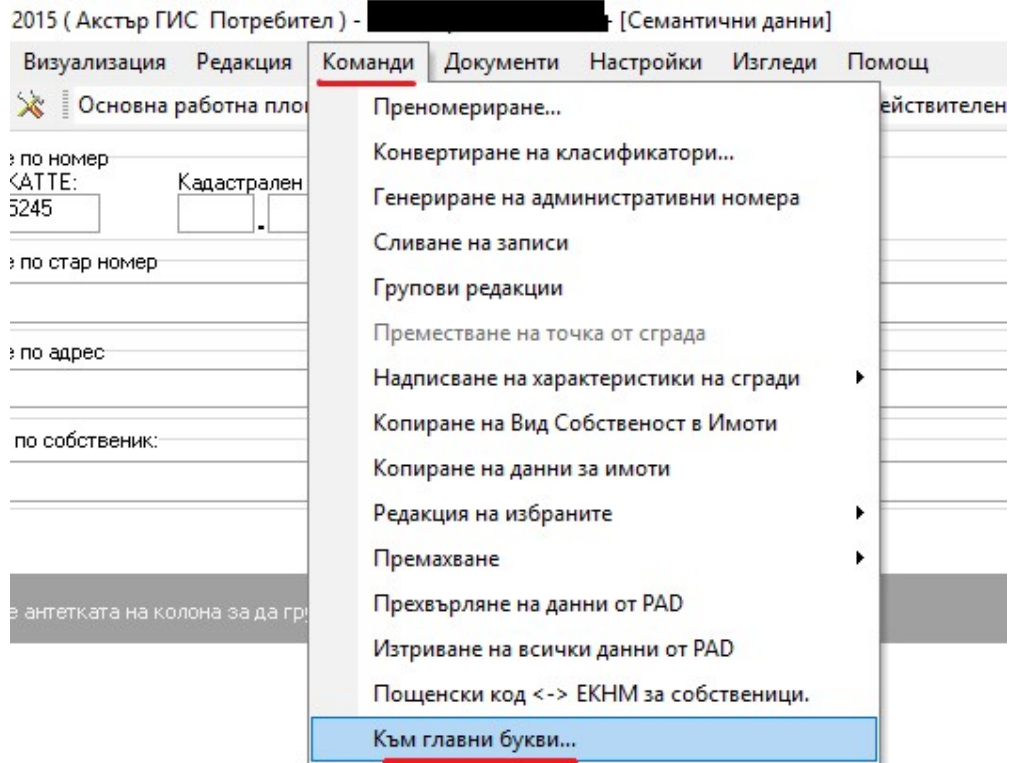 2015 ( Акстър ГИС Потребител ) - - [Семантични данни]
Визуализация Редакция Команди Документи Настройки Изгледи Помощ
Основна работна пло ействителен
Преномериране...
е по номер
Конвертиране на класификатори...
КАТТЕ: Кадастрален
5245
Генериране на административни номера
Сливане на записи
е по стар номер
Групови редакции
Преместване на точка от сграда
е по адрес
Надписване на характеристики на сгради
Копиране на Вид Собственост в Имоти
по собственик:
Копиране на данни за имоти
Редакция на избраните
Премахване
Прехвърляне на данни от PAD
е антетката на колона за да гру
Изтриване на всички данни от PAD
Пощенски код <-> ЕКНМ за собственици.
Към главни букви...